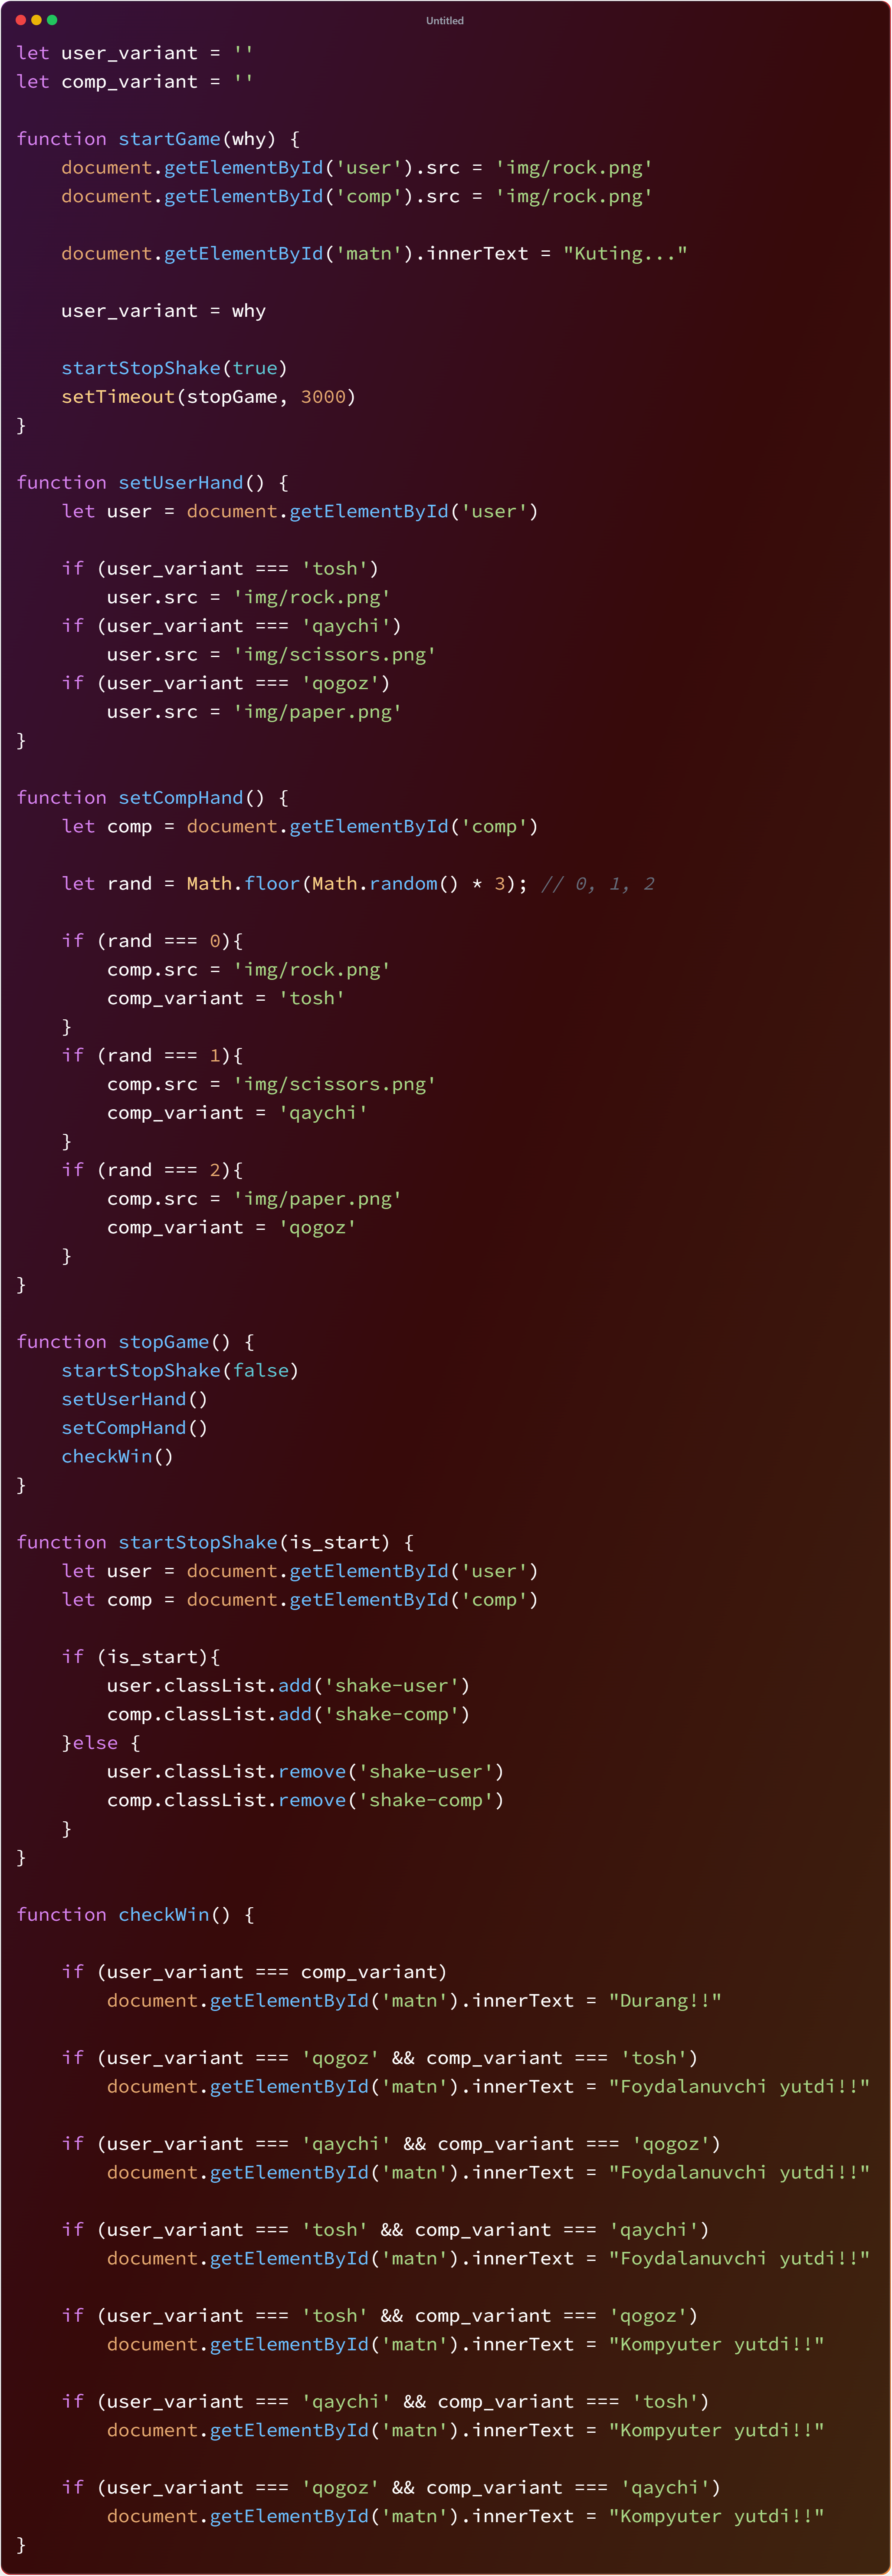 Untitled
let user_variant = ''
let comp_variant = ''

function startGame(why) {
    document.getElementById('user').src = 'img/rock.png'
    document.getElementById('comp').src = 'img/rock.png'

    document.getElementById('matn').innerText = "Kuting..."

    user_variant = why

    startStopShake(true)
    setTimeout(stopGame, 3000)
}

function setUserHand() {
    let user = document.getElementById('user')

    if (user_variant === 'tosh')
        user.src = 'img/rock.png'
    if (user_variant === 'qaychi')
        user.src = 'img/scissors.png'
    if (user_variant === 'qogoz')
        user.src = 'img/paper.png'
}

function setCompHand() {
    let comp = document.getElementById('comp')

    let rand = Math.floor(Math.random() * 3); // 0, 1, 2

    if (rand === 0){
        comp.src = 'img/rock.png'
        comp_variant = 'tosh'
    }
    if (rand === 1){
        comp.src = 'img/scissors.png'
        comp_variant = 'qaychi'
    }
    if (rand === 2){
        comp.src = 'img/paper.png'
        comp_variant = 'qogoz'
    }
}

function stopGame() {
    startStopShake(false)
    setUserHand()
    setCompHand()
    checkWin()
}

function startStopShake(is_start) {
    let user = document.getElementById('user')
    let comp = document.getElementById('comp')

    if (is_start){
        user.classList.add('shake-user')
        comp.classList.add('shake-comp')
    }else {
        user.classList.remove('shake-user')
        comp.classList.remove('shake-comp')
    }
}

function checkWin() {

    if (user_variant === comp_variant)
        document.getElementById('matn').innerText = "Durang!!"

    if (user_variant === 'qogoz' && comp_variant === 'tosh')
        document.getElementById('matn').innerText = "Foydalanuvchi yutdi!!"

    if (user_variant === 'qaychi' && comp_variant === 'qogoz')
        document.getElementById('matn').innerText = "Foydalanuvchi yutdi!!"

    if (user_variant === 'tosh' && comp_variant === 'qaychi')
        document.getElementById('matn').innerText = "Foydalanuvchi yutdi!!"

    if (user_variant === 'tosh' && comp_variant === 'qogoz')
        document.getElementById('matn').innerText = "Kompyuter yutdi!!"

    if (user_variant === 'qaychi' && comp_variant === 'tosh')
        document.getElementById('matn').innerText = "Kompyuter yutdi!!"

    if (user_variant === 'qogoz' && comp_variant === 'qaychi')
        document.getElementById('matn').innerText = "Kompyuter yutdi!!"
}